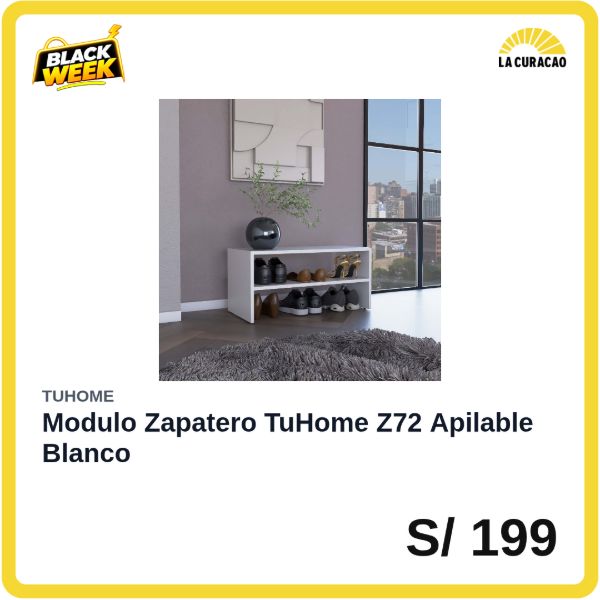 BLACK
WEEK
LA CURACAO
TUHOME
Modulo Zapatero TuHome Z72 Apilable
Blanco
S/ 199